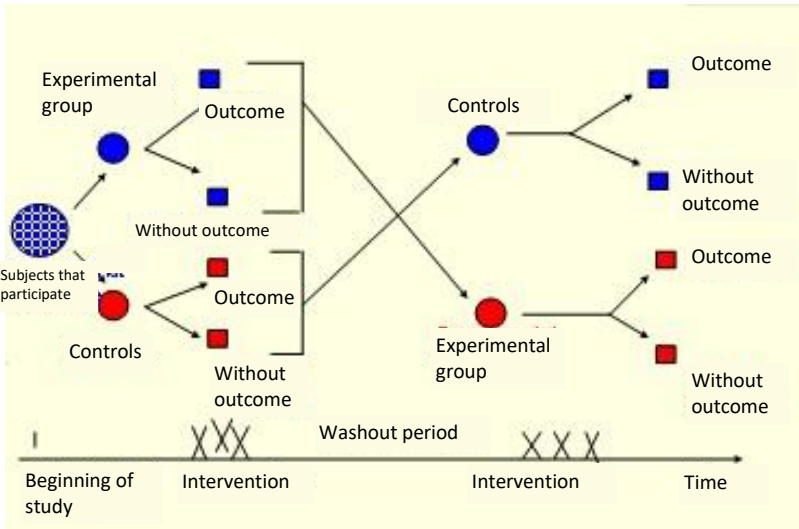 Experimental
group
Outcome
Without outcome
Subjects that
participate
Controls
Outcome
Without
outcome
Controls
Outcome
Without
outcome
Experimental
group
Outcome
Without
outcome
Washout period
Beginning of
study
Intervention
Intervention
Time